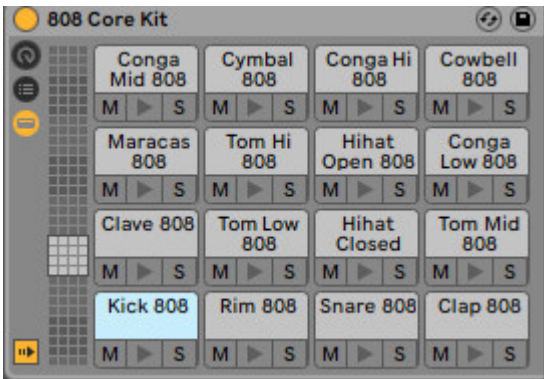 808 Core Kit
Conga Mid 808
Cymbal 808
Conga Hi 808
Cowbell 808
M S M S M S M S
Maracas 808
Tom Hi 808
Hihat Open 808
Conga Low 808
M S M S M S M S
Clave 808
Tom Low 808
Hihat Closed
Tom Mid 808
M S M S M S M S
Kick 808
Rim 808
Snare 808
Clap 808
M S M S M S M S